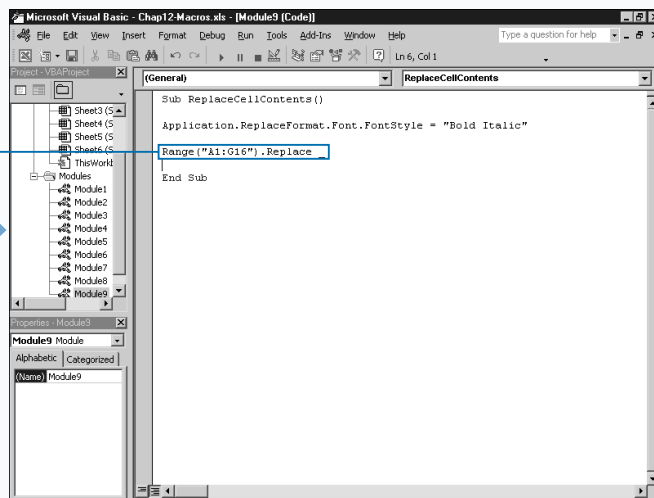 Microsoft Visual Basic - Chap12-Macros.xls - [Module9 (Code)]
File Edit View Insert Format Debug Run Tools Add-Ins Window Help
Type a question for help
Ln 6, Col 1
Project - VBAProject
(General)
ReplaceCellContents
Sheet3 (S
Sheet4 (S
Sheet5 (S
Sheet6 (S
ThisWork
Modules
Module1
Module2
Module3
Module4
Module5
Module6
Module7
Module8
Module9
Sub ReplaceCellContents()
Application.ReplaceFormat.Font.FontStyle = "Bold Italic"
Range("A1:G16").Replace _
End Sub
Properties - Module9
Module9 Module
Alphabetic Categorized
(Name) Module9